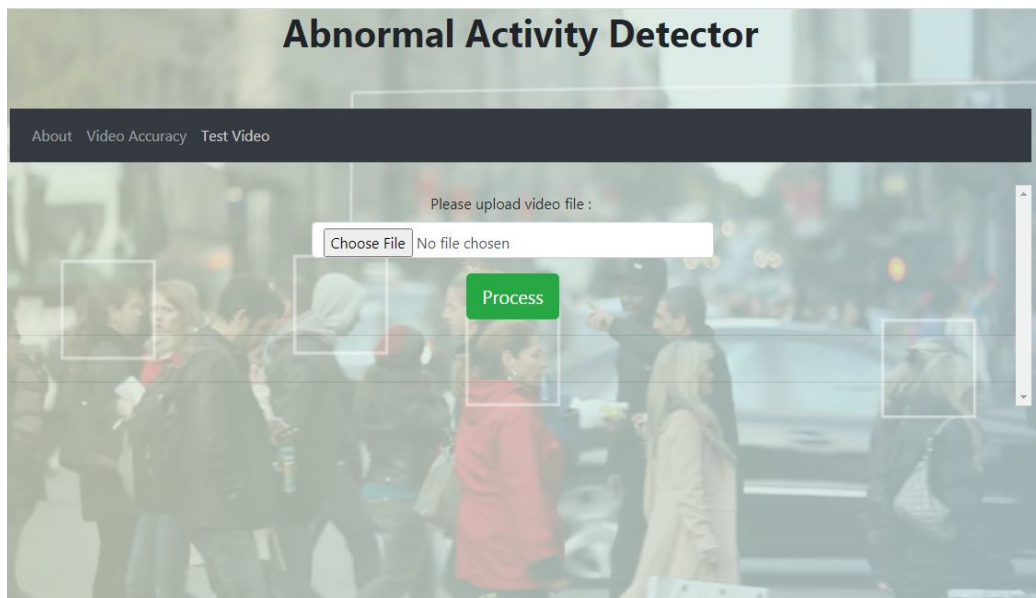 Abnormal Activity Detector
About Video Accuracy Test Video
Please upload video file :
Choose File No file chosen
Process